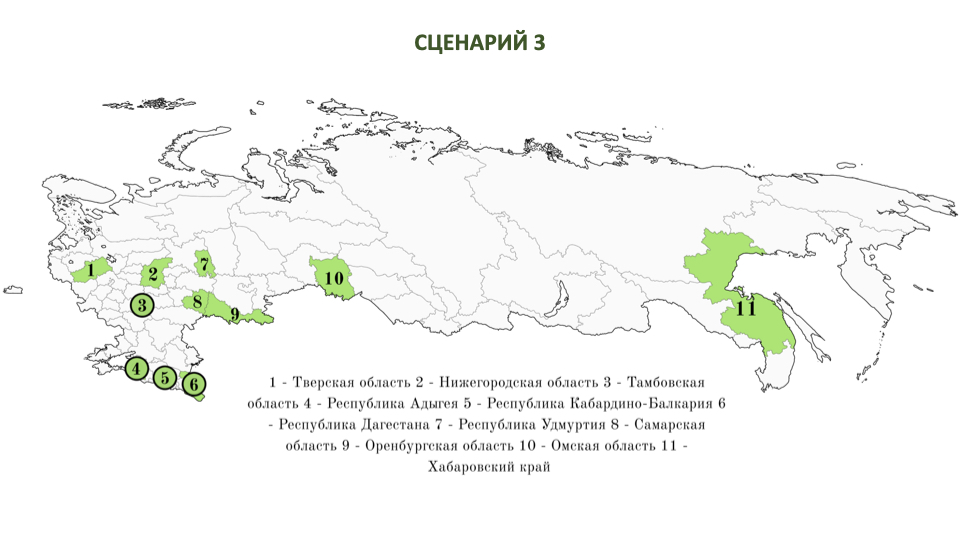 СЦЕНАРИЙ 3
1
2
7
10
3
8
9
11
4
5
6
1 - Тверская область 2 - Нижегородская область 3 - Тамбовская
область 4 - Республика Адыгея 5 - Республика Кабардино-Балкария 6
- Республика Дагестана 7 - Республика Удмуртия 8 - Самарская
область 9 - Оренбургская область 10 - Омская область 11 -
Хабаровский край